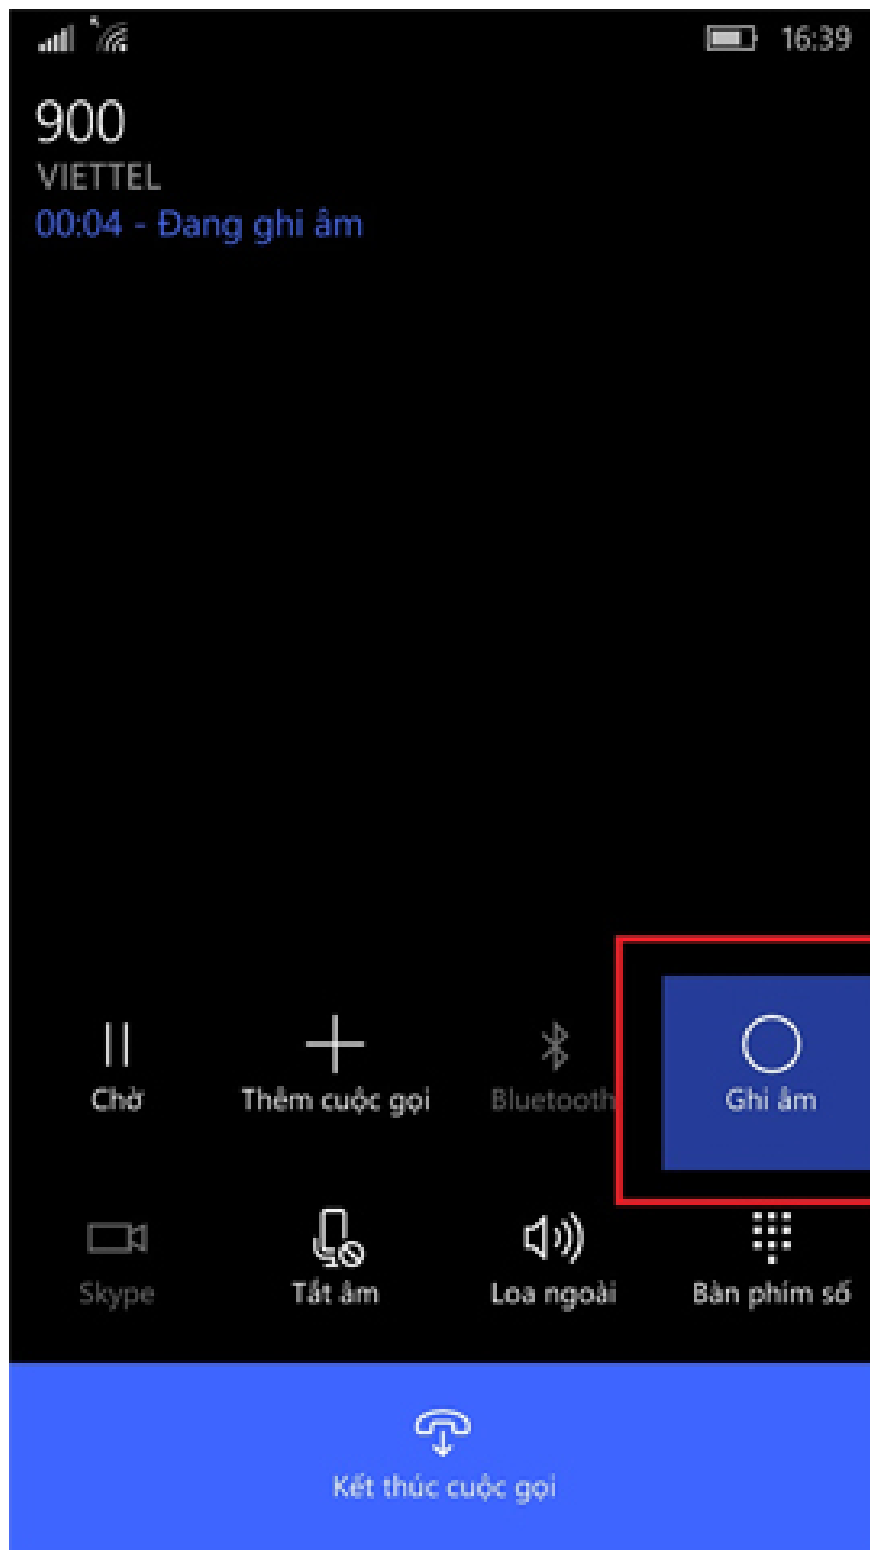 16:39
900
VIETTEL
00:04 - Đang ghi âm
Chờ Thêm cuộc gọi Bluetooth Ghi âm
Skype Tắt âm Loa ngoài Bàn phím số
Kết thúc cuộc gọi